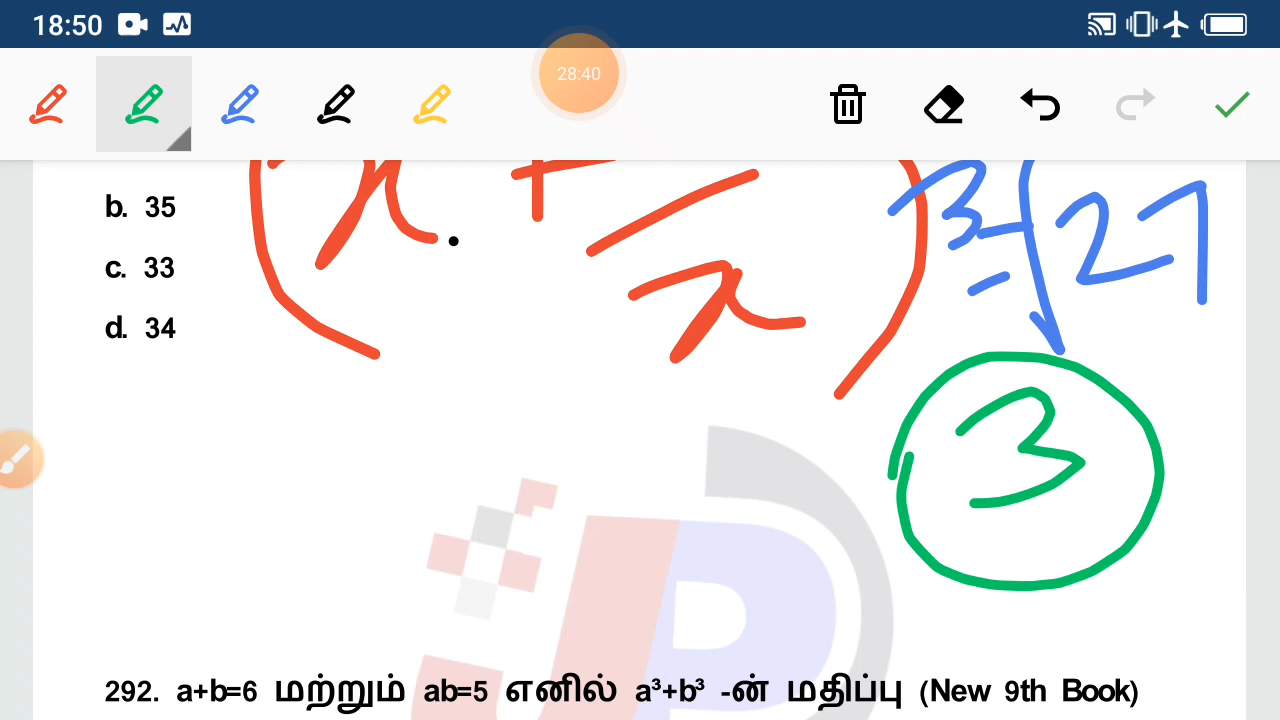 18:50
28:40
b. 35
c. 33
d. 34
(x + /x)³ = 27
3
JP
292. a+b=6 மற்றும் ab=5 எனில் a³+b³ -ன் மதிப்பு (New 9th Book)